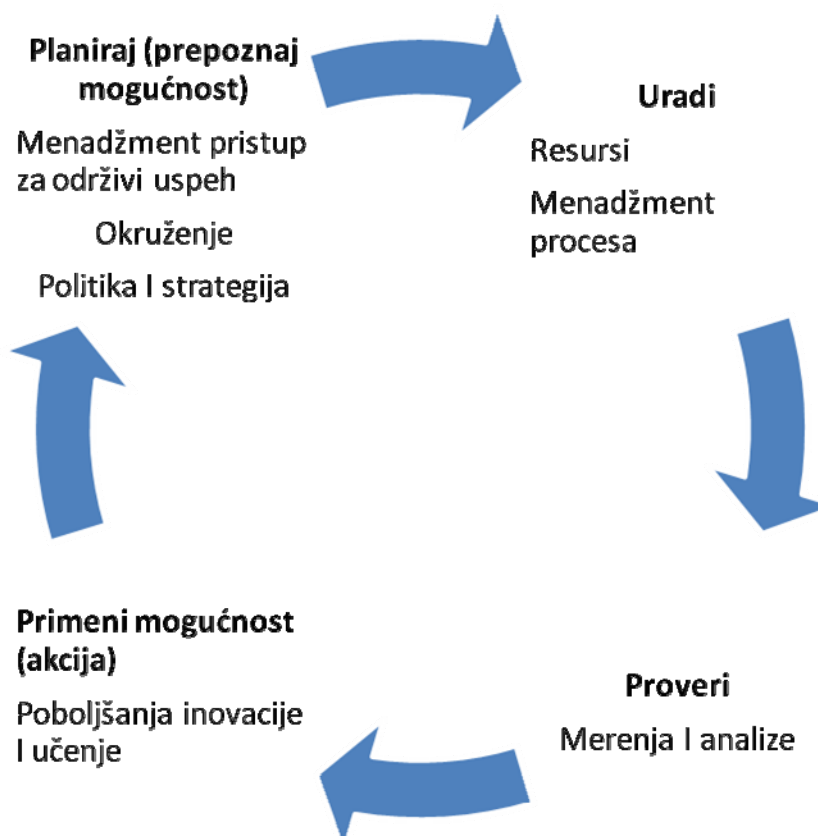 Planiraj (prepoznaj
mogućnost)
Menadžment pristup
za održivi uspeh
Okruženje
Politika I strategija
Uradi
Resursi
Menadžment
procesa
Proveri
Merenja I analize
Primeni mogućnost
(akcija)
Poboljšanja inovacije
I učenje